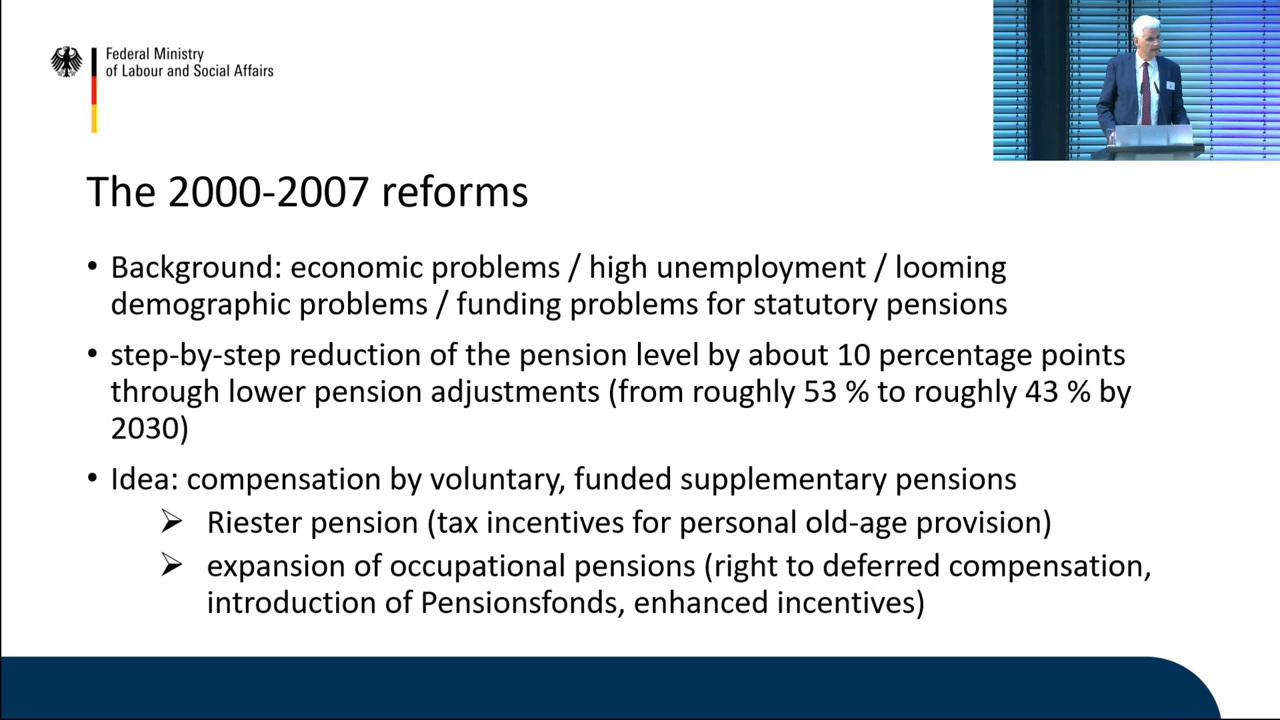 Federal Ministry
of Labour and Social Affairs
The 2000-2007 reforms
• Background: economic problems / high unemployment / looming
demographic problems / funding problems for statutory pensions
• step-by-step reduction of the pension level by about 10 percentage points
through lower pension adjustments (from roughly 53 % to roughly 43 % by
2030)
• Idea: compensation by voluntary, funded supplementary pensions
➢ Riester pension (tax incentives for personal old-age provision)
➢ expansion of occupational pensions (right to deferred compensation,
introduction of Pensionsfonds, enhanced incentives)